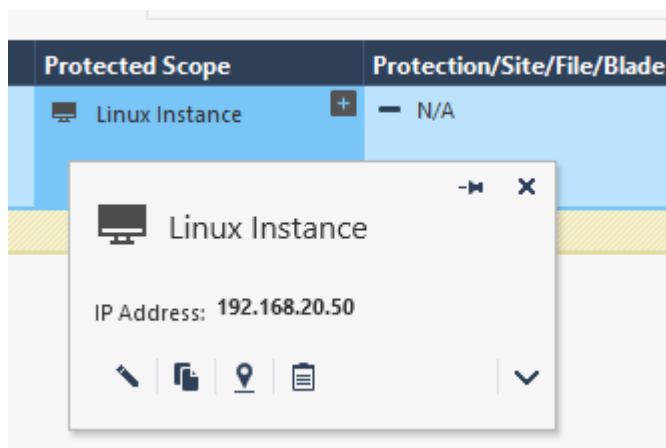 Protected Scope Protection/Site/File/Blade
Linux Instance N/A
Linux Instance
IP Address: 192.168.20.50